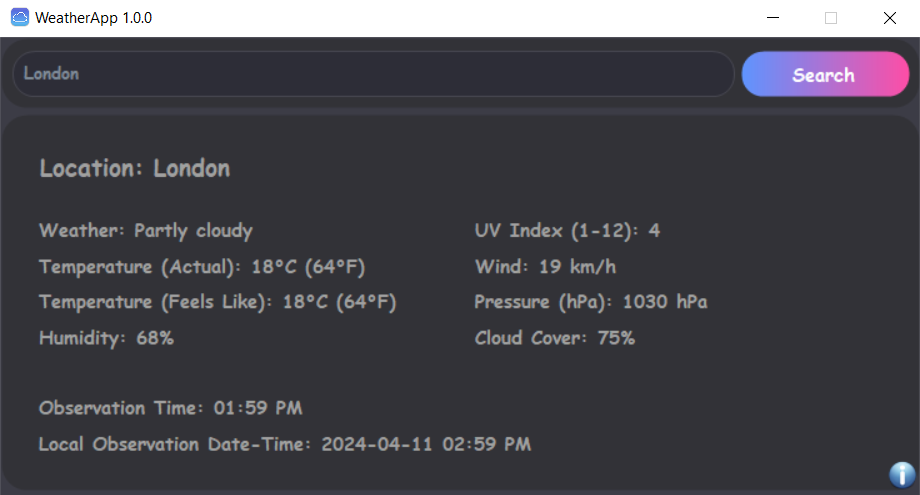 WeatherApp 1.0.0
London
Search
Location: London
Weather: Partly cloudy
Temperature (Actual): 18°C (64°F)
Temperature (Feels Like): 18°C (64°F)
Humidity: 68%
UV Index (1-12): 4
Wind: 19 km/h
Pressure (hPa): 1030 hPa
Cloud Cover: 75%
Observation Time: 01:59 PM
Local Observation Date-Time: 2024-04-11 02:59 PM